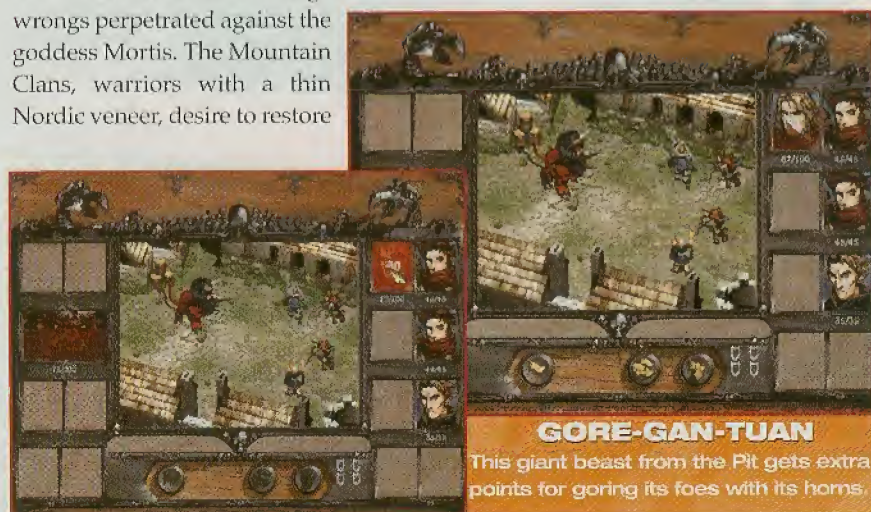 wrongs perpetrated against the
goddess Mortis. The Mountain
Clans, warriors with a thin
Nordic veneer, desire to restore
GORE-GAN-TUAN
This giant beast from the Pit gets extra
points for goring its foes with its horns.